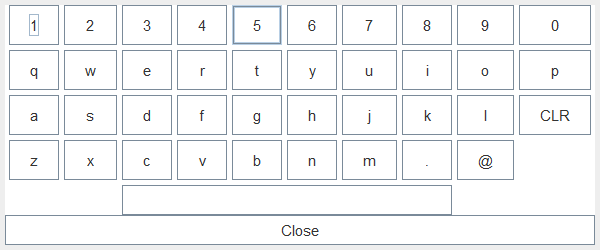 1 2 3 4 5 6 7 8 9 0
q w e r t y u i o p
a s d f g h j k l CLR
z x c v b n m . @
Close